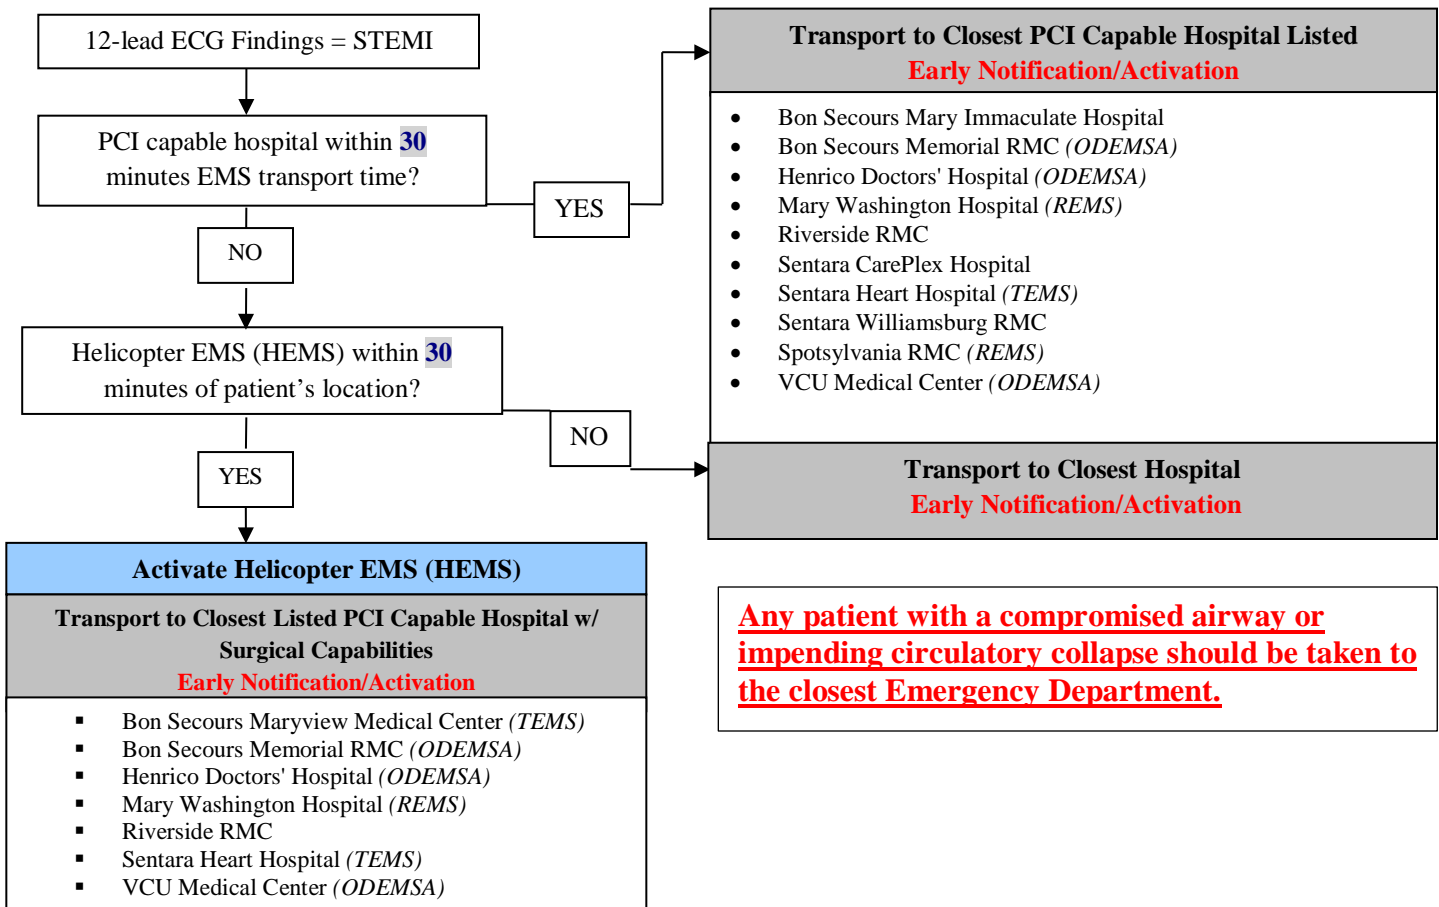 12-lead ECG Findings = STEMI
PCI capable hospital within 30
minutes EMS transport time?
YES
NO
Helicopter EMS (HEMS) within 30
minutes of patient’s location?
NO
YES
Transport to Closest PCI Capable Hospital Listed
Early Notification/Activation
• Bon Secours Mary Immaculate Hospital
• Bon Secours Memorial RMC (ODEMSA)
• Henrico Doctors' Hospital (ODEMSA)
• Mary Washington Hospital (REMS)
• Riverside RMC
• Sentara CarePlex Hospital
• Sentara Heart Hospital (TEMS)
• Sentara Williamsburg RMC
• Spotsylvania RMC (REMS)
• VCU Medical Center (ODEMSA)
Transport to Closest Hospital
Early Notification/Activation
Activate Helicopter EMS (HEMS)
Transport to Closest Listed PCI Capable Hospital w/
Surgical Capabilities
Early Notification/Activation
▪ Bon Secours Maryview Medical Center (TEMS)
▪ Bon Secours Memorial RMC (ODEMSA)
▪ Henrico Doctors' Hospital (ODEMSA)
▪ Mary Washington Hospital (REMS)
▪ Riverside RMC
▪ Sentara Heart Hospital (TEMS)
▪ VCU Medical Center (ODEMSA)
Any patient with a compromised airway or
impending circulatory collapse should be taken to
the closest Emergency Department.